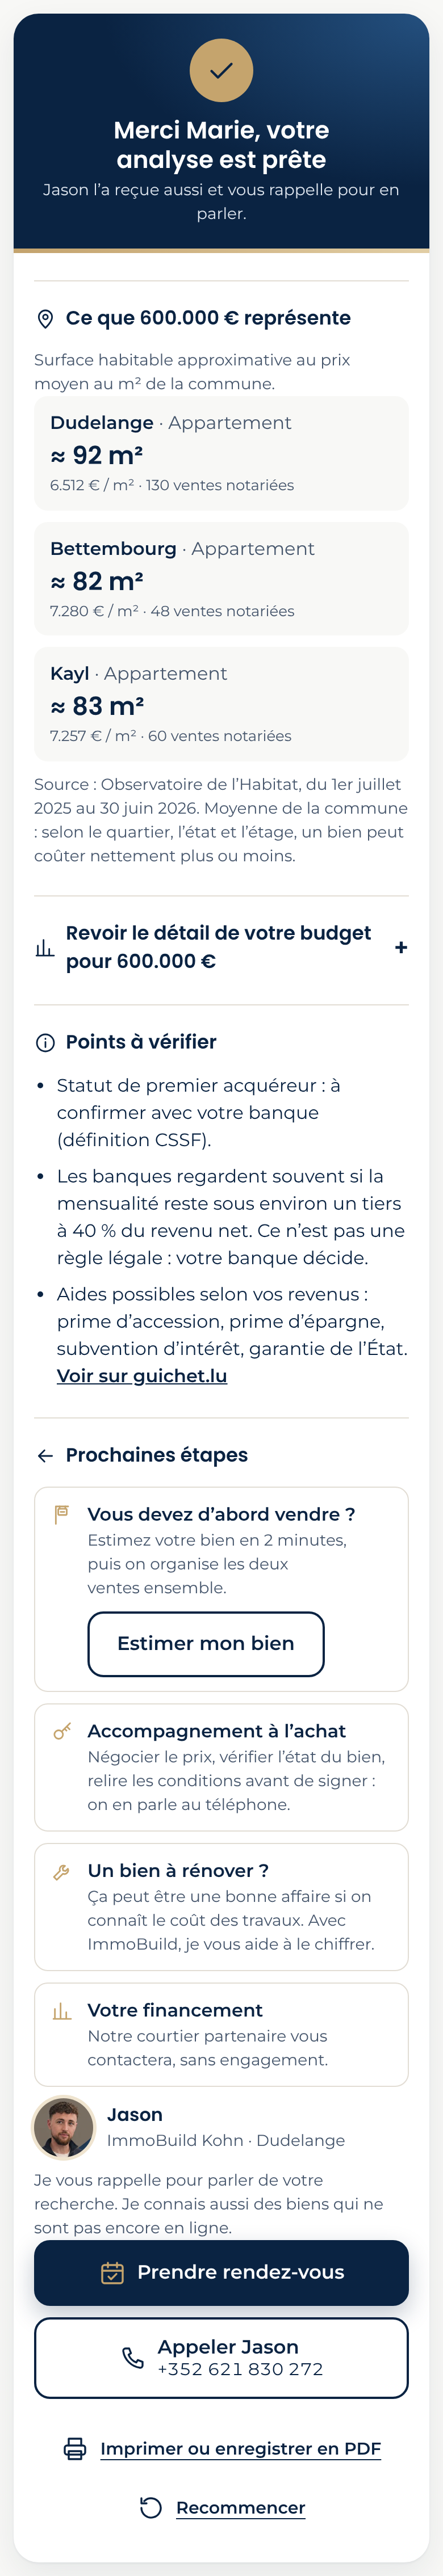 Merci Marie, votre
analyse est prête
Jason l’a reçue aussi et vous rappelle pour en
parler.
Ce que 600.000 € représente
Surface habitable approximative au prix
moyen au m² de la commune.
Dudelange · Appartement
≈ 92 m²
6.512 € / m² · 130 ventes notariées
Bettembourg · Appartement
≈ 82 m²
7.280 € / m² · 48 ventes notariées
Kayl · Appartement
≈ 83 m²
7.257 € / m² · 60 ventes notariées
Source : Observatoire de l’Habitat, du 1er juillet
2025 au 30 juin 2026. Moyenne de la commune
: selon le quartier, l’état et l’étage, un bien peut
coûter nettement plus ou moins.
Revoir le détail de votre budget +
pour 600.000 €
Points à vérifier
• Statut de premier acquéreur : à
confirmer avec votre banque
(définition CSSF).
• Les banques regardent souvent si la
mensualité reste sous environ un tiers
à 40 % du revenu net. Ce n’est pas une
règle légale : votre banque décide.
• Aides possibles selon vos revenus :
prime d’accession, prime d’épargne,
subvention d’intérêt, garantie de l’État.
Voir sur guichet.lu
Prochaines étapes
Vous devez d’abord vendre ?
Estimez votre bien en 2 minutes,
puis on organise les deux
ventes ensemble.
Estimer mon bien
Accompagnement à l’achat
Négocier le prix, vérifier l’état du bien,
relire les conditions avant de signer :
on en parle au téléphone.
Un bien à rénover ?
Ça peut être une bonne affaire si on
connaît le coût des travaux. Avec
ImmoBuild, je vous aide à le chiffrer.
Votre financement
Notre courtier partenaire vous
contactera, sans engagement.
Jason
ImmoBuild Kohn · Dudelange
Je vous rappelle pour parler de votre
recherche. Je connais aussi des biens qui ne
sont pas encore en ligne.
Prendre rendez-vous
Appeler Jason
+352 621 830 272
Imprimer ou enregistrer en PDF
Recommencer